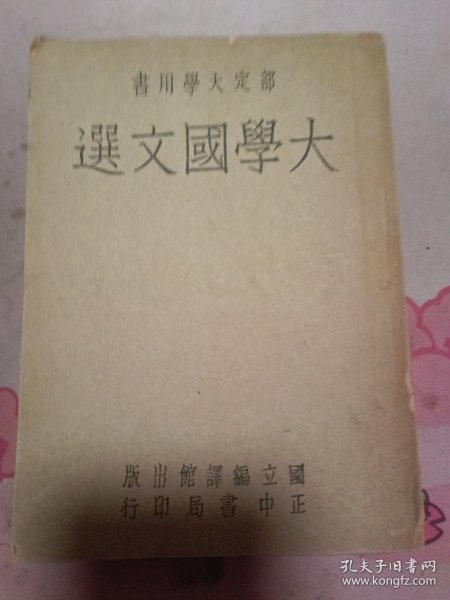 部定大學用書
大學國文選
國立編譯館出版
正中書局印行
孔夫子旧书网
www.kongfz.com